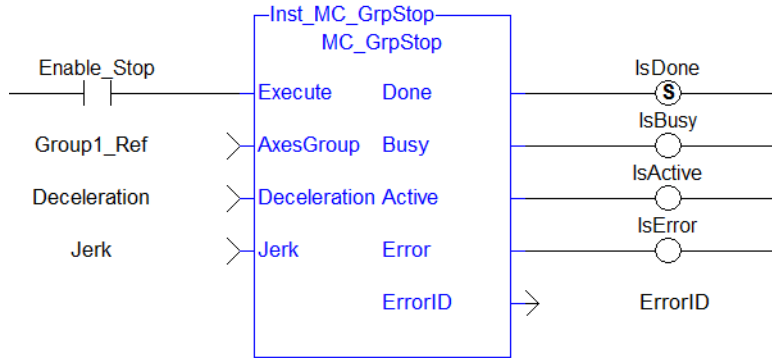 Inst_MC_GrpStop
MC_GrpStop
Enable_Stop
Execute Done
IsDone
S
Group1_Ref
AxesGroup Busy
IsBusy
Deceleration
Deceleration Active
IsActive
Jerk
Jerk Error
IsError
ErrorID
ErrorID